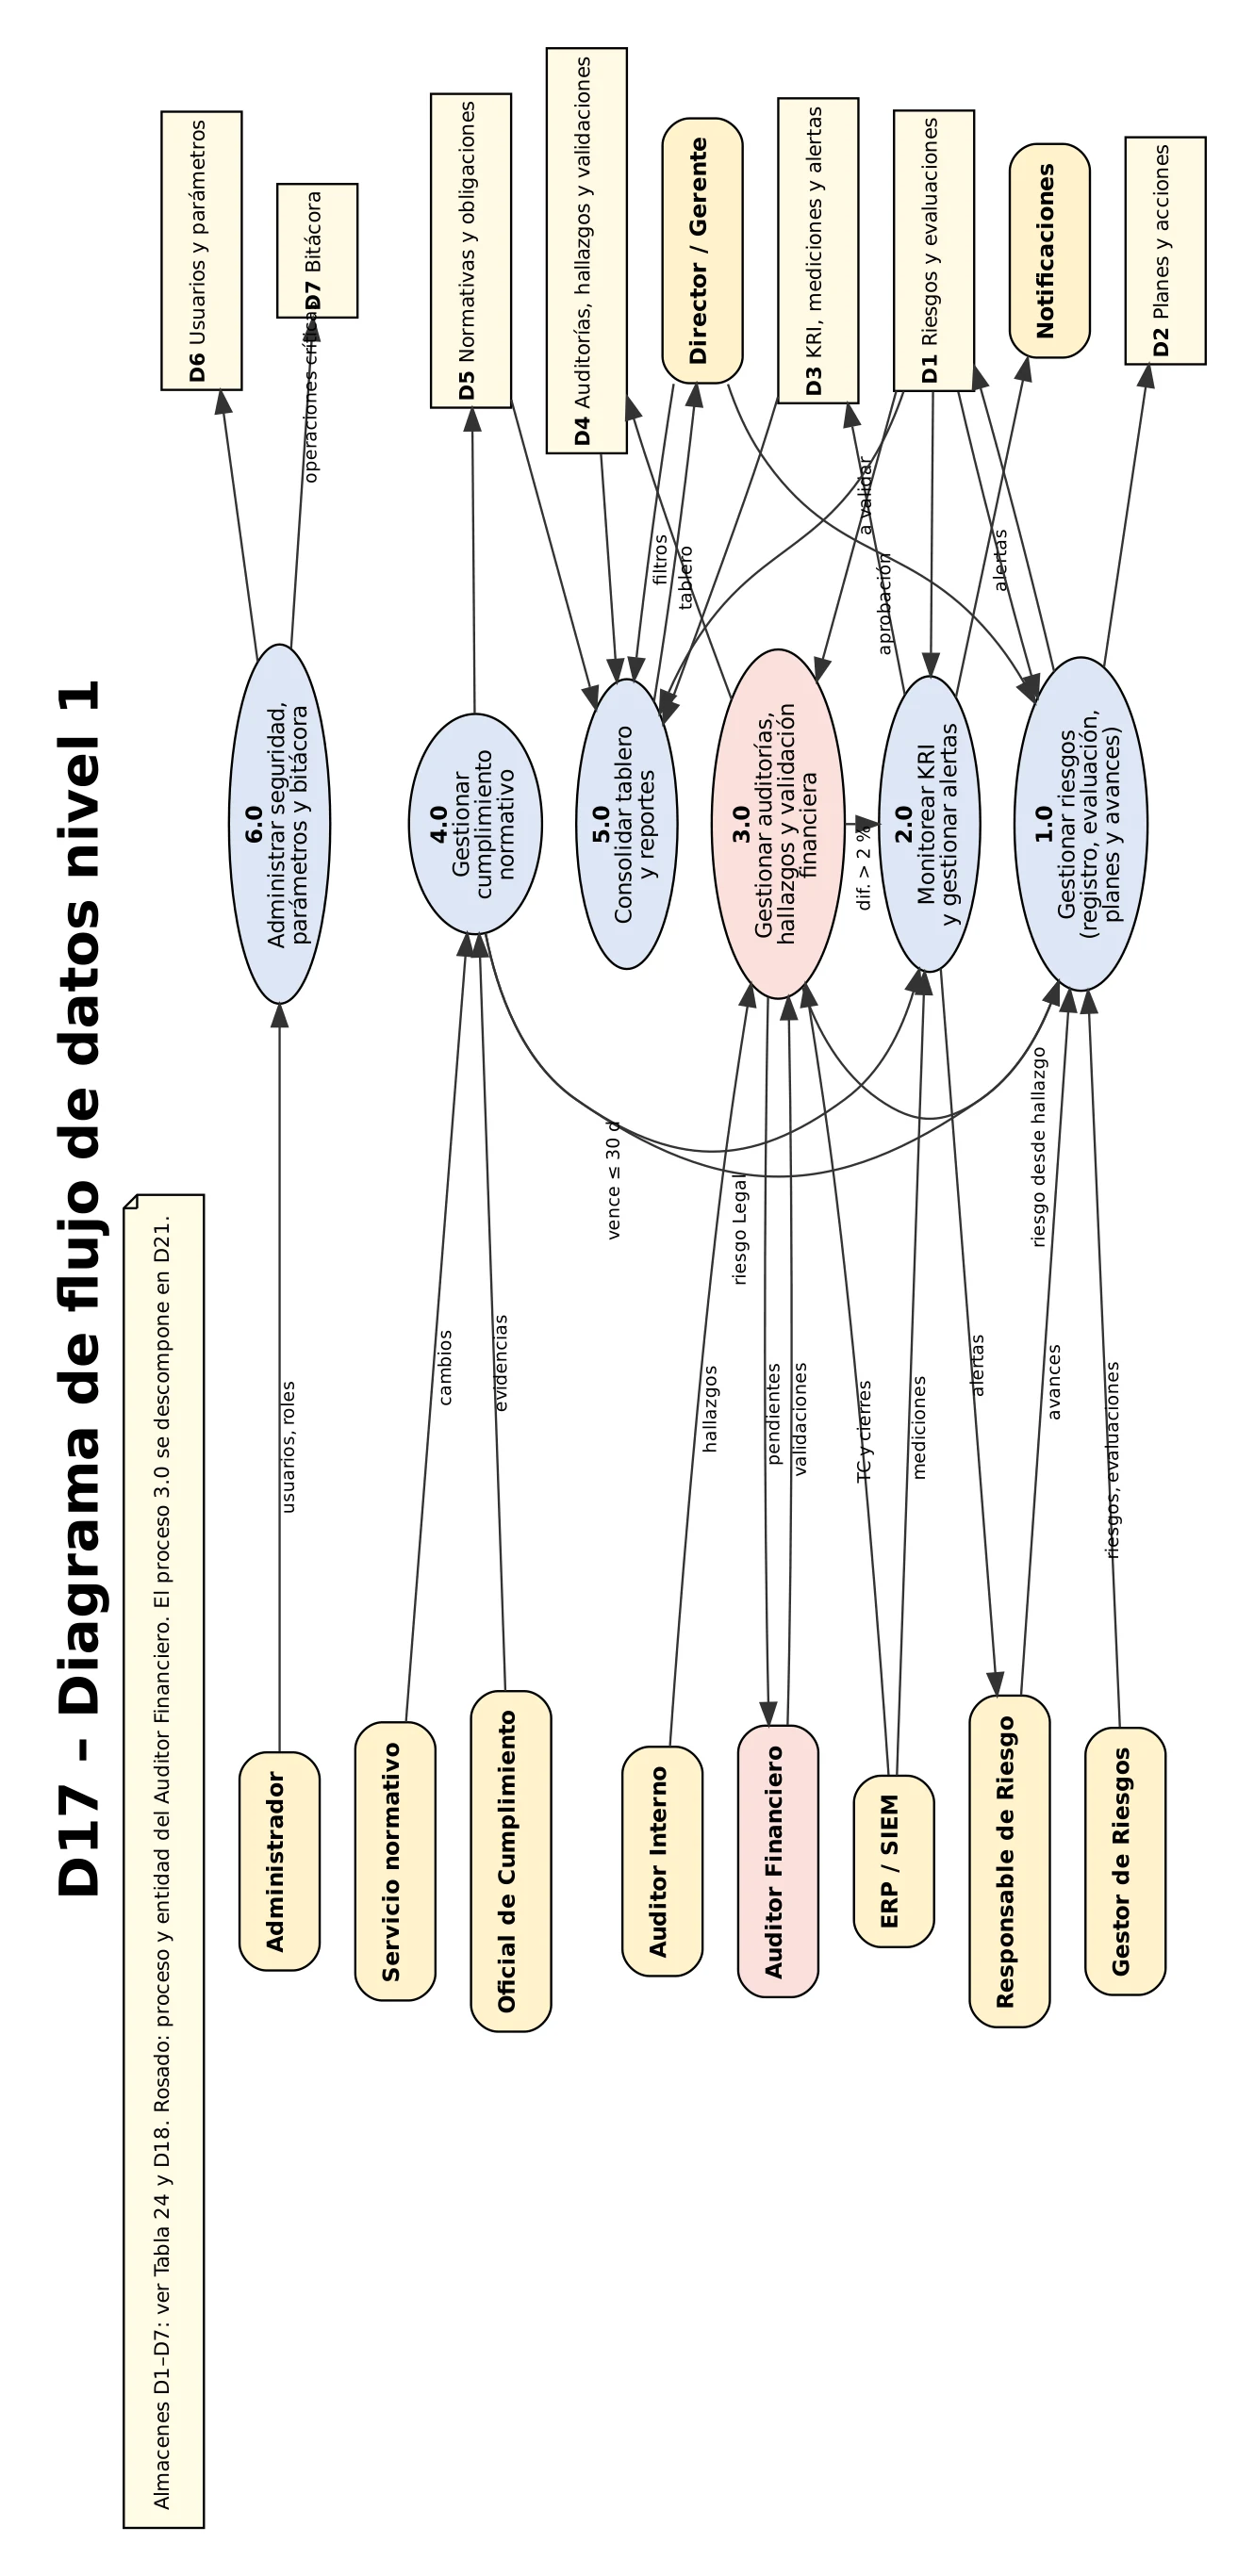 D17 – Diagrama de flujo de datos nivel 1
Almacenes D1–D7: ver Tabla 24 y D18. Rosado: proceso y entidad del Auditor Financiero. El proceso 3.0 se descompone en D21.
Administrador
Servicio normativo
Oficial de Cumplimiento
Auditor Interno
Auditor Financiero
ERP / SIEM
Responsable de Riesgo
Gestor de Riesgos
usuarios, roles
cambios
evidencias
hallazgos
pendientes
validaciones
TC y cierres
mediciones
alertas
avances
riesgos, evaluaciones
vence ≤ 30 d
riesgo Legal
riesgo desde hallazgo
6.0
Administrar seguridad,
parámetros y bitácora
4.0
Gestionar
cumplimiento
normativo
5.0
Consolidar tablero
y reportes
3.0
Gestionar auditorías,
hallazgos y validación
financiera
dif. > 2 %
2.0
Monitorear KRI
y gestionar alertas
1.0
Gestionar riesgos
(registro, evaluación,
planes y avances)
operaciones críticas
filtros
tablero
a validar
aprobación
alertas
D6 Usuarios y parámetros
D7 Bitácora
D5 Normativas y obligaciones
D4 Auditorías, hallazgos y validaciones
Director / Gerente
D3 KRI, mediciones y alertas
D1 Riesgos y evaluaciones
Notificaciones
D2 Planes y acciones